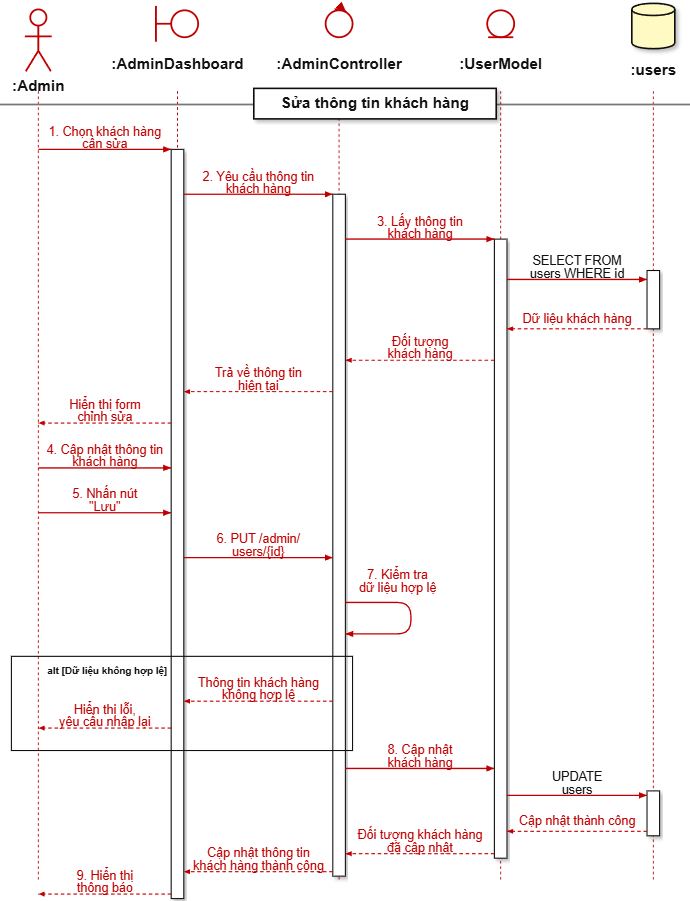 :Admin
:AdminDashboard
:AdminController
:UserModel
:users
Sửa thông tin khách hàng
1. Chọn khách hàng
cần sửa
2. Yêu cầu thông tin
khách hàng
3. Lấy thông tin
khách hàng
SELECT FROM
users WHERE id
Dữ liệu khách hàng
Đối tượng
khách hàng
Trả về thông tin
hiện tại
Hiển thị form
chỉnh sửa
4. Cập nhật thông tin
khách hàng
5. Nhấn nút
"Lưu"
6. PUT /admin/
users/{id}
7. Kiểm tra
dữ liệu hợp lệ
alt [Dữ liệu không hợp lệ]
Thông tin khách hàng
không hợp lệ
Hiển thị lỗi,
yêu cầu nhập lại
8. Cập nhật
khách hàng
UPDATE
users
Cập nhật thành công
Đối tượng khách hàng
đã cập nhật
Cập nhật thông tin
khách hàng thành công
9. Hiển thị
thông báo